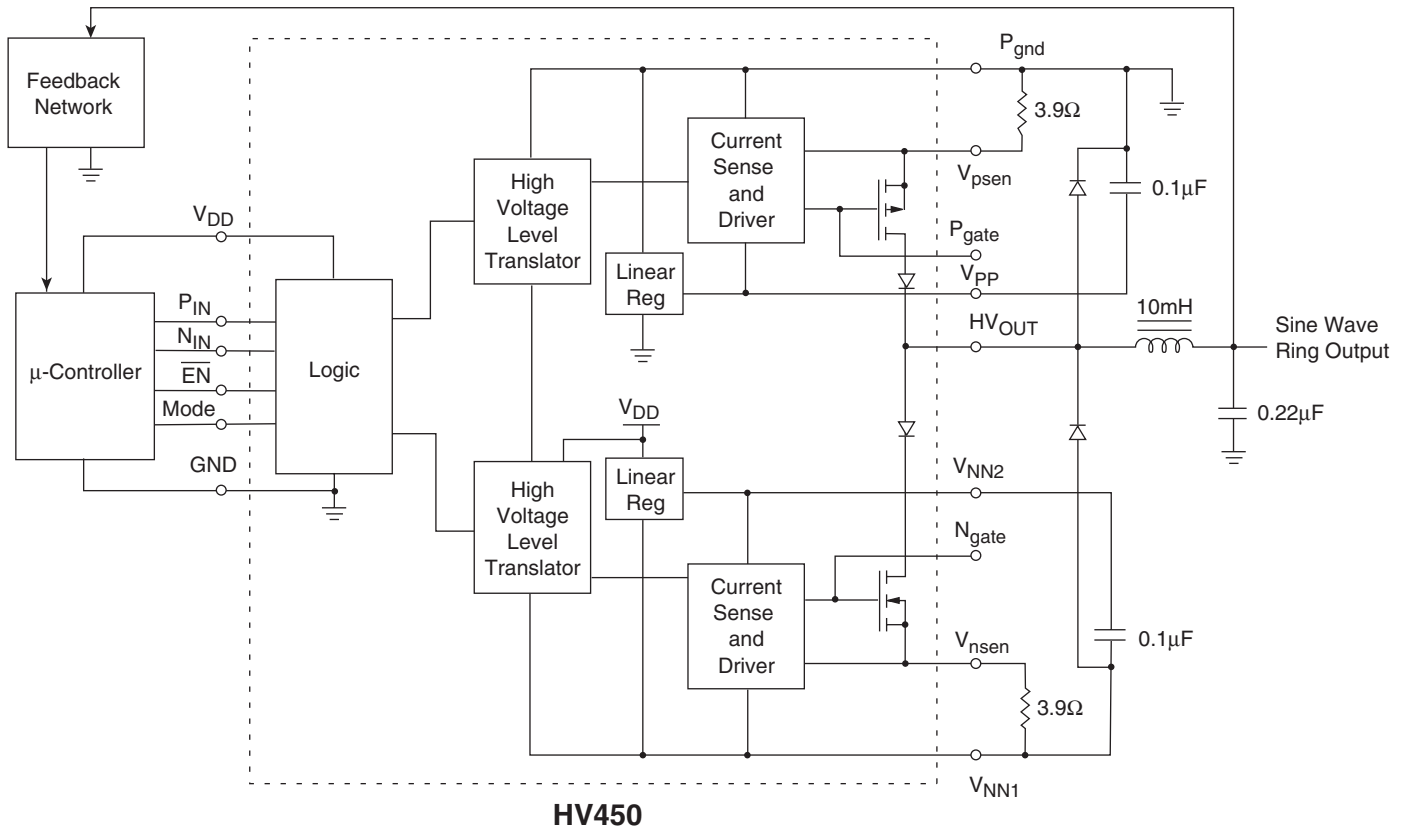 Feedback
Network
μ-Controller
V_DD
P_IN
N_IN
E̅N̅
Mode
GND
Logic
High
Voltage
Level
Translator
Current
Sense
and
Driver
Linear
Reg
P_gnd
3.9Ω
V_psen
0.1μF
P_gate
V_PP
HV_OUT
10mH
Sine Wave
Ring Output
0.22μF
V_DD
Linear
Reg
High
Voltage
Level
Translator
Current
Sense
and
Driver
V_NN2
N_gate
0.1μF
V_nsen
3.9Ω
V_NN1
HV450